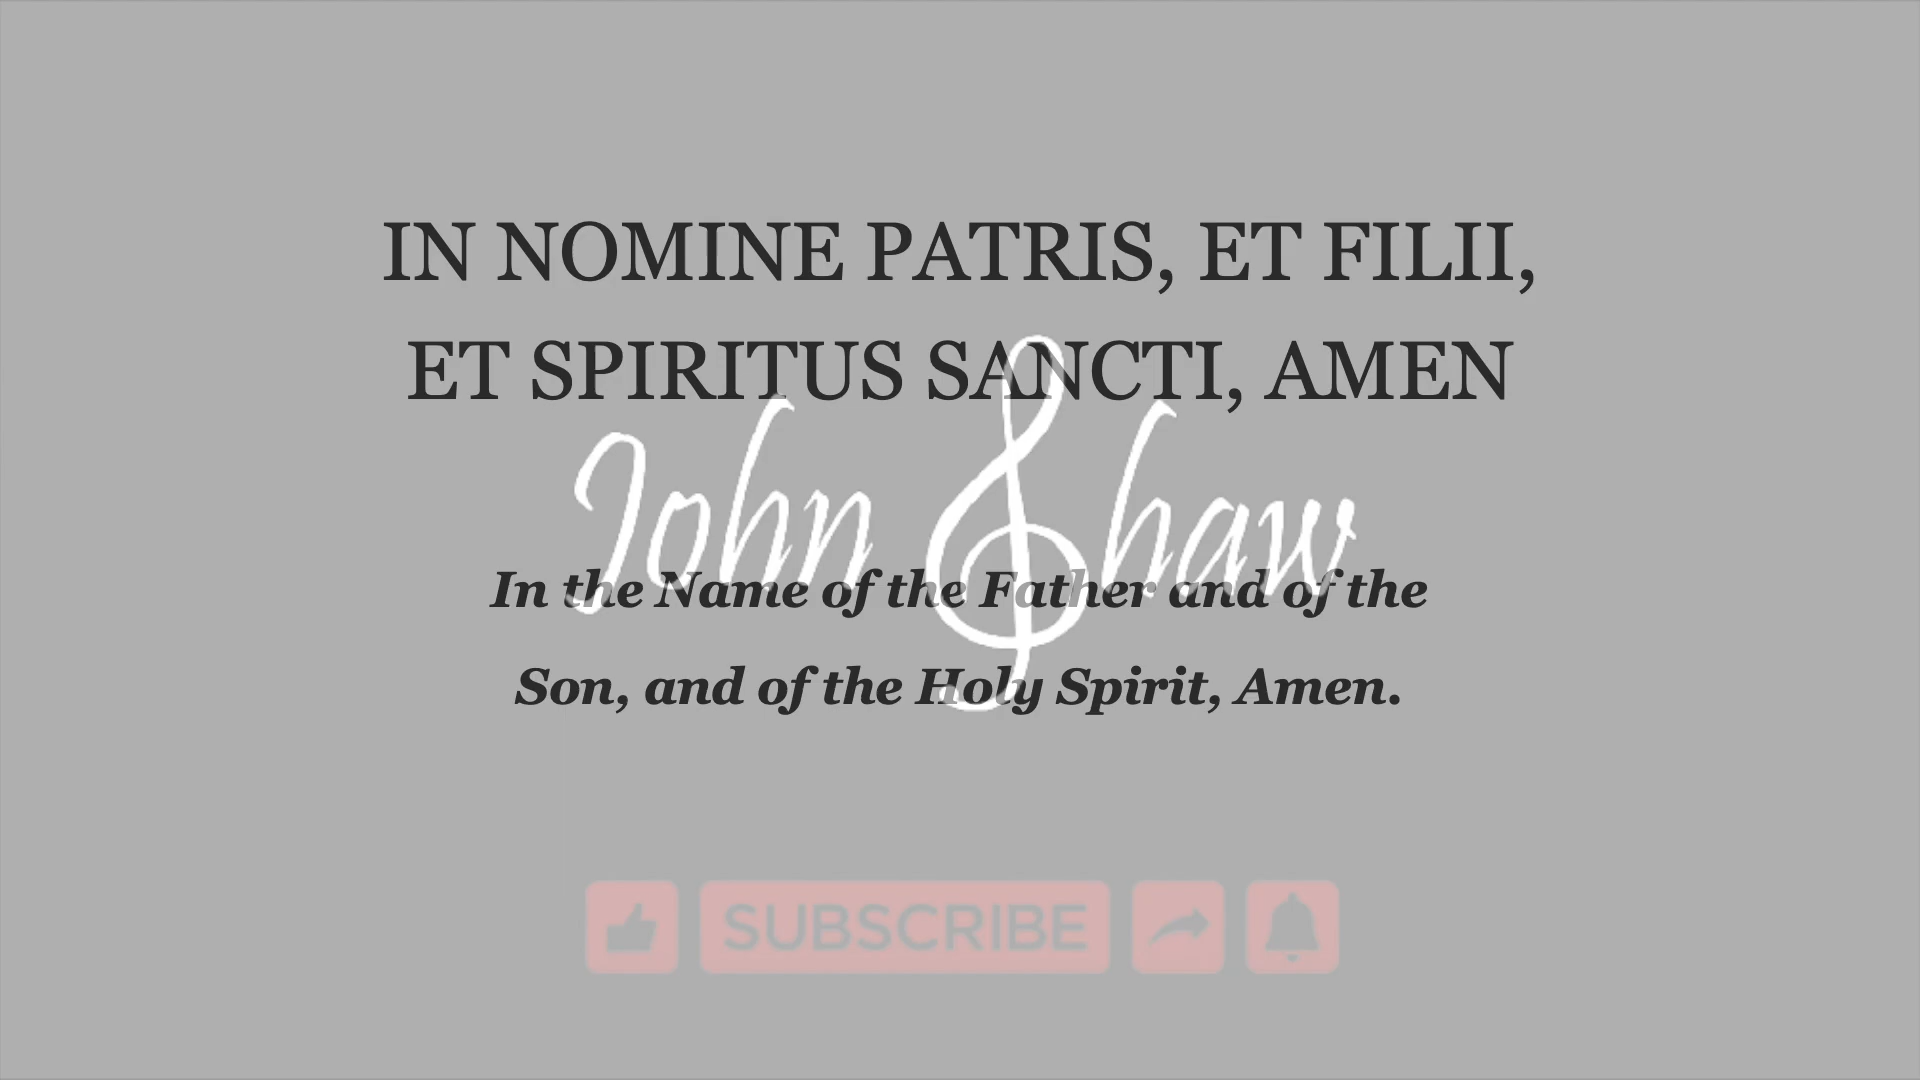 IN NOMINE PATRIS, ET FILII,
ET SPIRITUS SANCTI, AMEN
John Shaw
In the Name of the Father and of the
Son, and of the Holy Spirit, Amen.
SUBSCRIBE